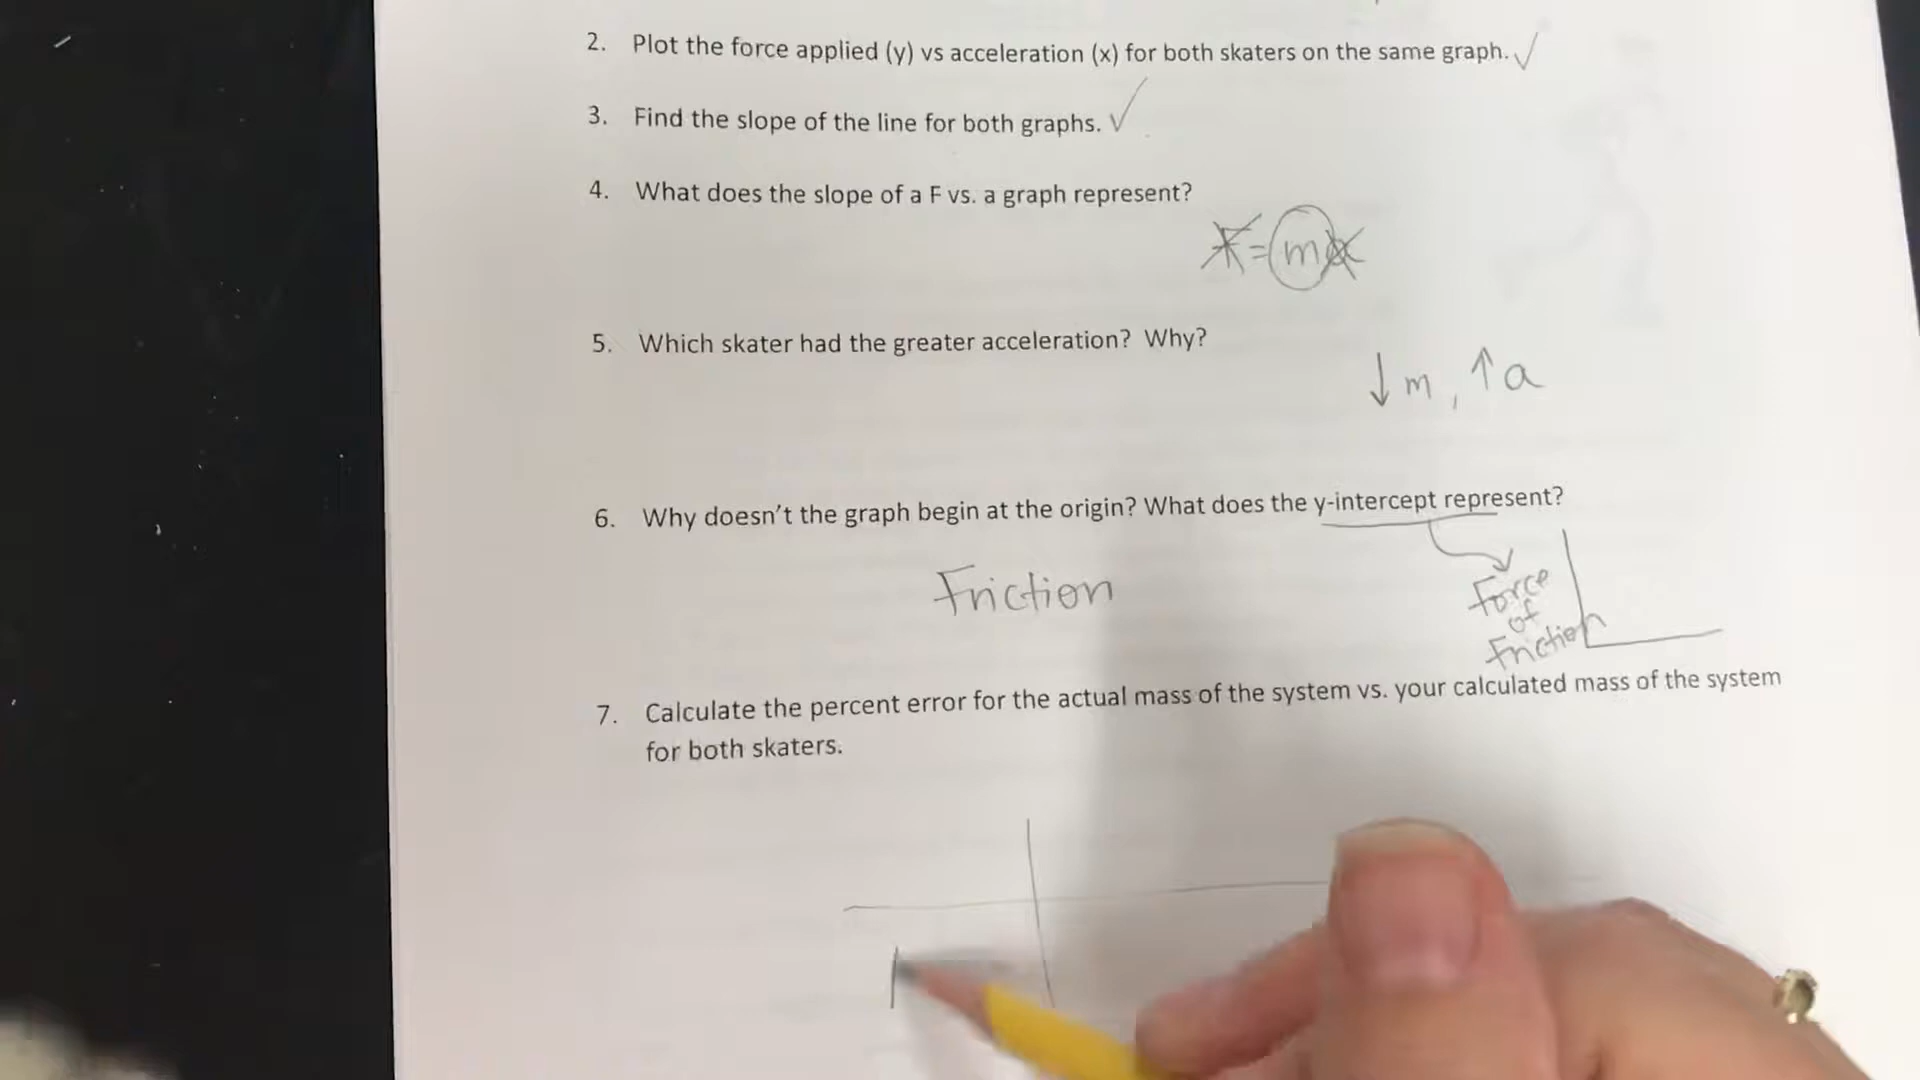 2. Plot the force applied (y) vs acceleration (x) for both skaters on the same graph. ✓
3. Find the slope of the line for both graphs. ✓
4. What does the slope of a F vs. a graph represent?
F = ma
5. Which skater had the greater acceleration? Why?
↓m, ↑a
6. Why doesn't the graph begin at the origin? What does the y-intercept represent?
Friction
Force
of
Friction
7. Calculate the percent error for the actual mass of the system vs. your calculated mass of the system
for both skaters.